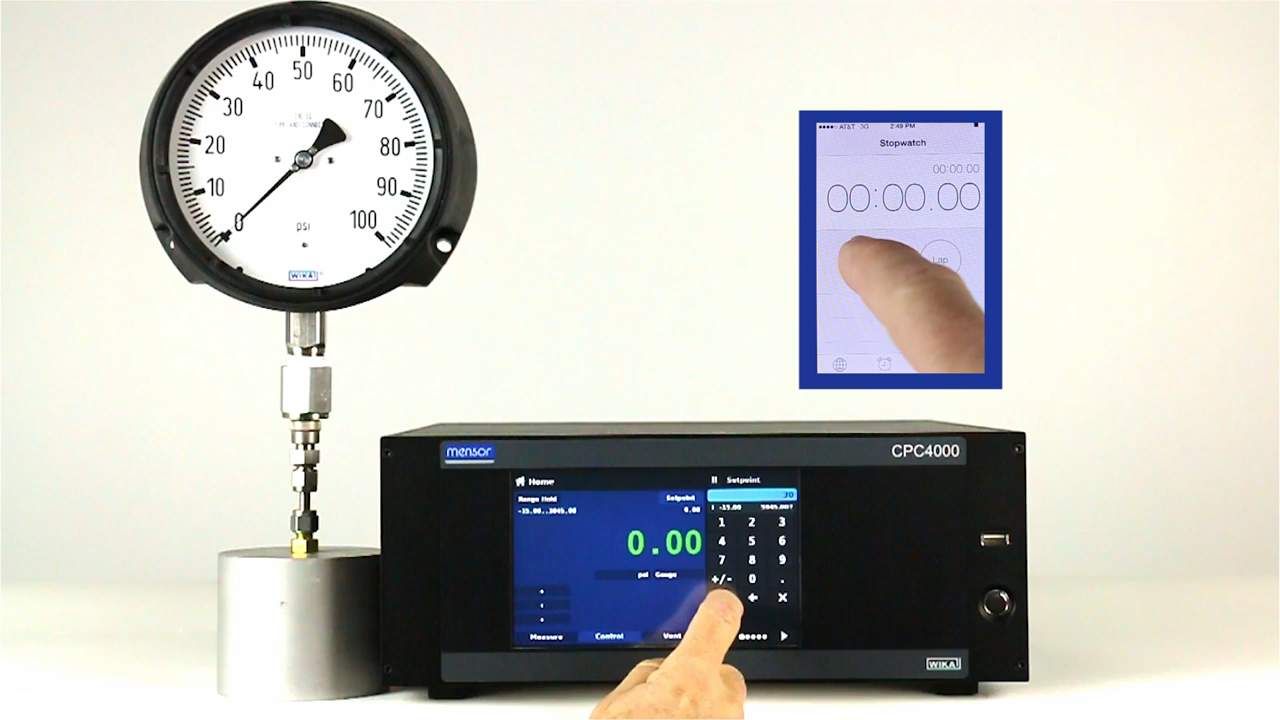 50
40
60
30
70
20
80
10
90
0
100
psi
WIKA
AT&T 3G
2:49 PM
Stopwatch
00:00.00
00:00.00
Lap
mensor
CPC4000
Home
Setpoint
Range Hold
Setpoint
-15.00..3045.00
0.00
30
0.00
psi Gauge
1 2 3
4 5 6
7 8 9
+/- 0 .
← X
Measure
Control
Vent
WIKA